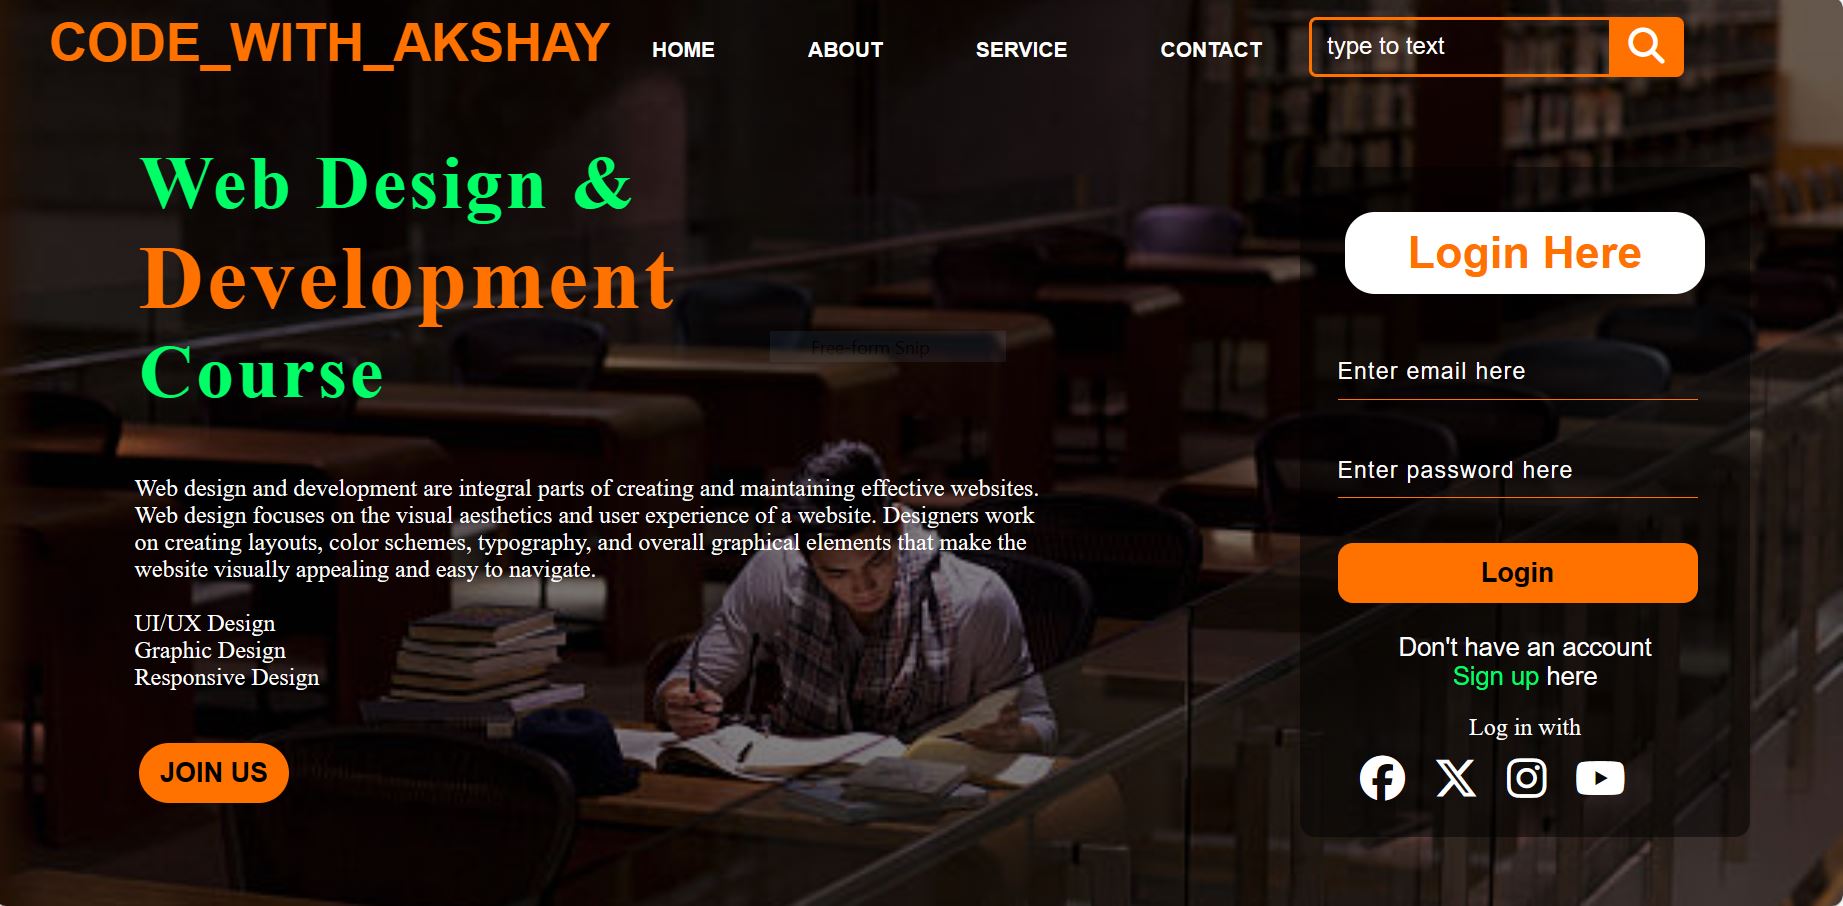 CODE_WITH_AKSHAY HOME ABOUT SERVICE CONTACT type to text
Web Design &
Development
Course
Free-form Snip
Web design and development are integral parts of creating and maintaining effective websites.
Web design focuses on the visual aesthetics and user experience of a website. Designers work
on creating layouts, color schemes, typography, and overall graphical elements that make the
website visually appealing and easy to navigate.
UI/UX Design
Graphic Design
Responsive Design
JOIN US
Login Here
Enter email here
Enter password here
Login
Don't have an account
Sign up here
Log in with